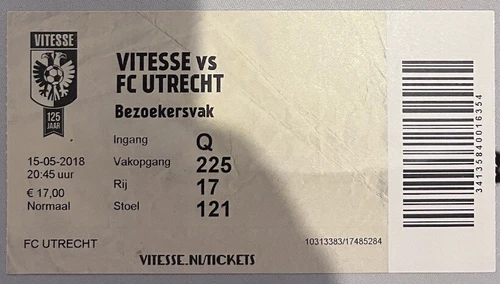 VITESSE
125
JAAR
VITESSE vs
FC UTRECHT
Bezoekersvak
Ingang Q
Vakopgang 225
Rij 17
Stoel 121
15-05-2018
20:45 uur
€ 17,00
Normaal
FC UTRECHT
VITESSE.NL/TICKETS
10313383/17485284
34135840016354